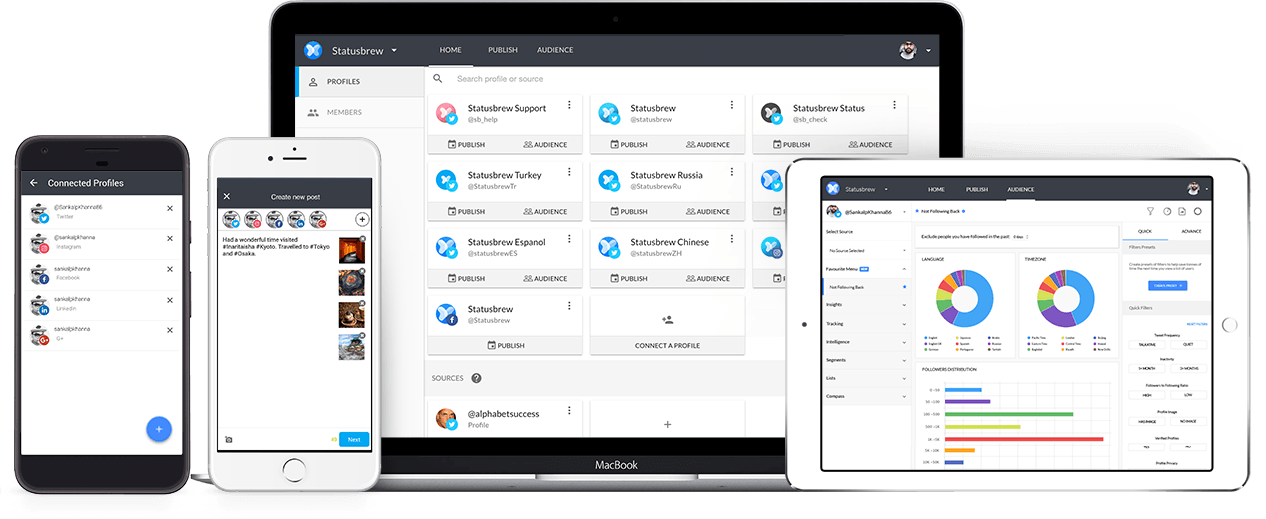 Connected Profiles
@SankalpKhanna86
Twitter
@sankalpkhanna
Instagram
sankalpkhanna
Facebook
sankalpkhanna
LinkedIn
sankalpkhanna
G+
Create new post
Had a wonderful time visited
#Inaritaisha #Kyoto. Travelled to #Tokyo
and #Osaka.
Next
Statusbrew
HOME
PUBLISH
AUDIENCE
PROFILES
MEMBERS
Search profile or source
Statusbrew Support
@sb_help
PUBLISH
AUDIENCE
Statusbrew
@statusbrew
PUBLISH
AUDIENCE
Statusbrew Status
@sb_check
PUBLISH
AUDIENCE
Statusbrew Turkey
@StatusbrewTr
PUBLISH
AUDIENCE
Statusbrew Russia
@StatusbrewRu
PUBLISH
AUDIENCE
Statusbrew Espanol
@statusbrewES
PUBLISH
AUDIENCE
Statusbrew Chinese
@statusbrewZH
PUBLISH
AUDIENCE
Statusbrew
@Statusbrew
PUBLISH
CONNECT A PROFILE
SOURCES
@alphabetsuccess
Profile
MacBook
Statusbrew
HOME
PUBLISH
AUDIENCE
@SankalpKhanna86
Not Following Back
Select Source
No Source Selected
Favourite Menu
Not Following Back
Insights
Tracking
Intelligence
Segments
Lists
Compass
Exclude people you have followed in the past:
LANGUAGE
TIMEZONE
FOLLOWERS DISTRIBUTION
QUICK
ADVANCE
Filters Presets
Quick Filters
Tweet Frequency
TALKATIVE
QUIET
Inactivity
Followers to Following Ratio
HIGH
LOW
Profile Image
HAS IMAGE
NO IMAGE
Verified Profiles
Profile Privacy